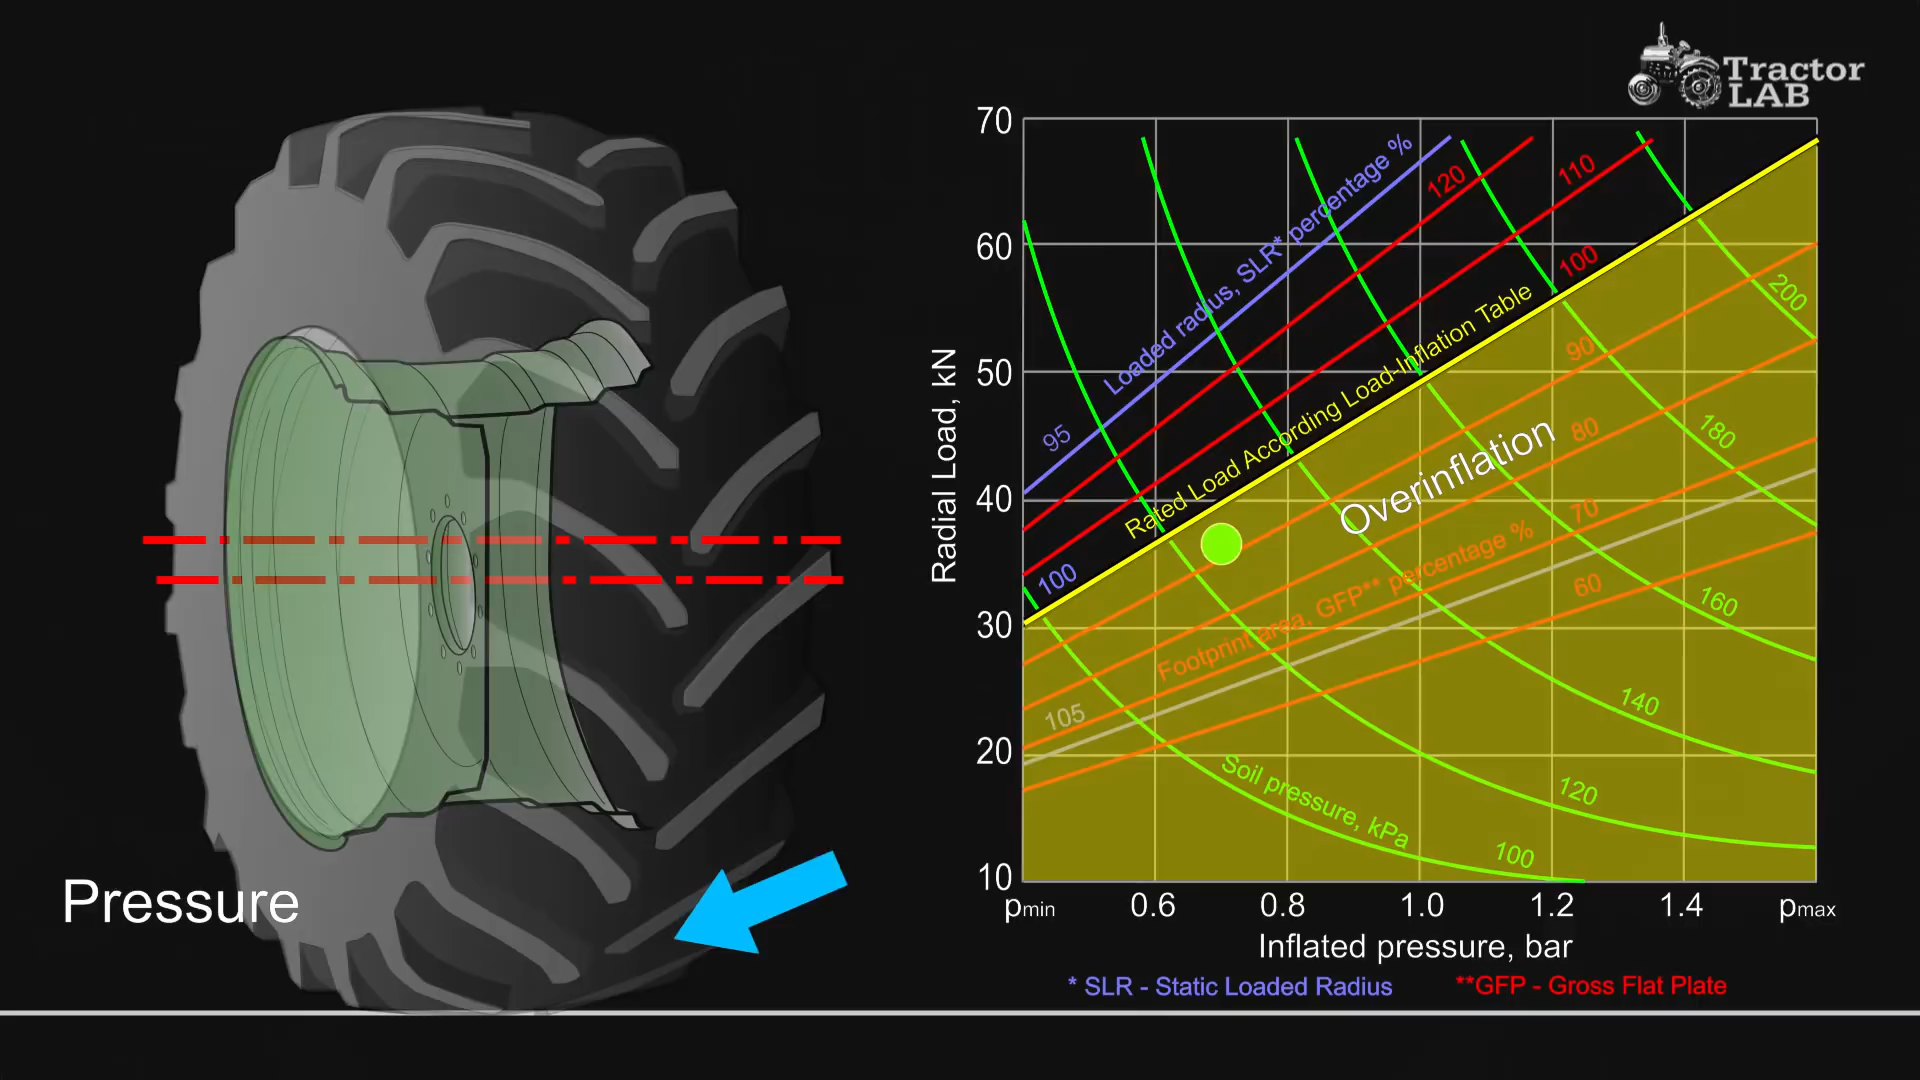 Tractor
LAB
70
60
50
40
30
20
10
Radial Load, kN
Loaded radius, SLR* percentage %
95
100
105
120
110
100
90
80
70
60
Rated Load According Load-Inflation Table
Overinflation
Footprint area, GFP** percentage %
200
180
160
140
120
100
Soil pressure, kPa
pmin 0.6 0.8 1.0 1.2 1.4 pmax
Inflated pressure, bar
* SLR - Static Loaded Radius
**GFP - Gross Flat Plate
Pressure